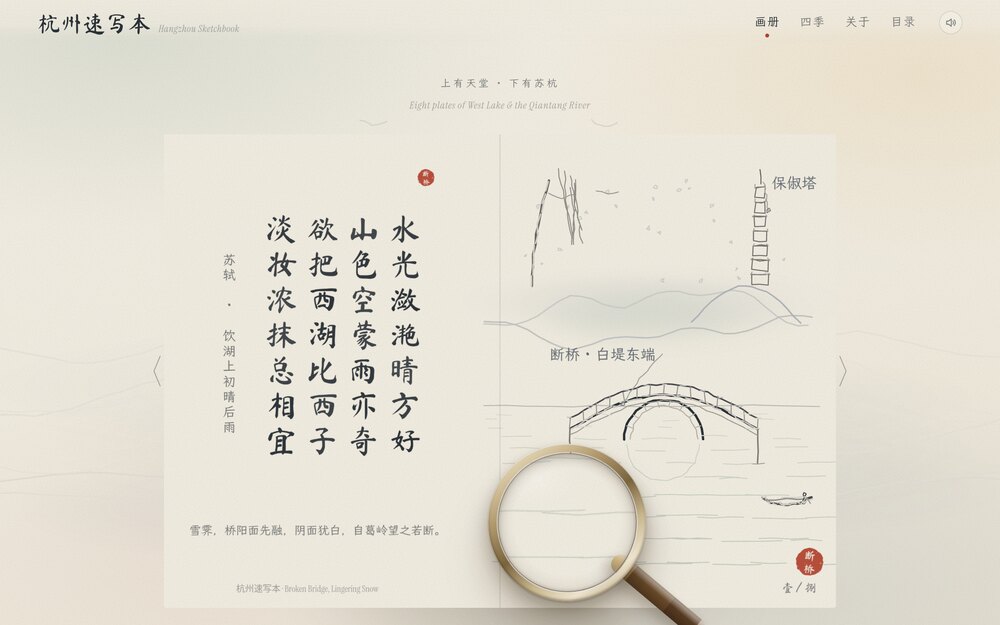 杭州速写本 Hangzhou Sketchbook
画册 四季 关于 目录
上有天堂 · 下有苏杭
Eight plates of West Lake & the Qiantang River
断桥
水光潋滟晴方好
山色空蒙雨亦奇
欲把西湖比西子
淡妆浓抹总相宜
苏轼 · 饮湖上初晴后雨
雪霁，桥阳面先融，阴面犹白，自葛岭望之若断。
杭州速写本 · Broken Bridge, Lingering Snow
保俶塔
断桥·白堤东端
断桥
壹/捌